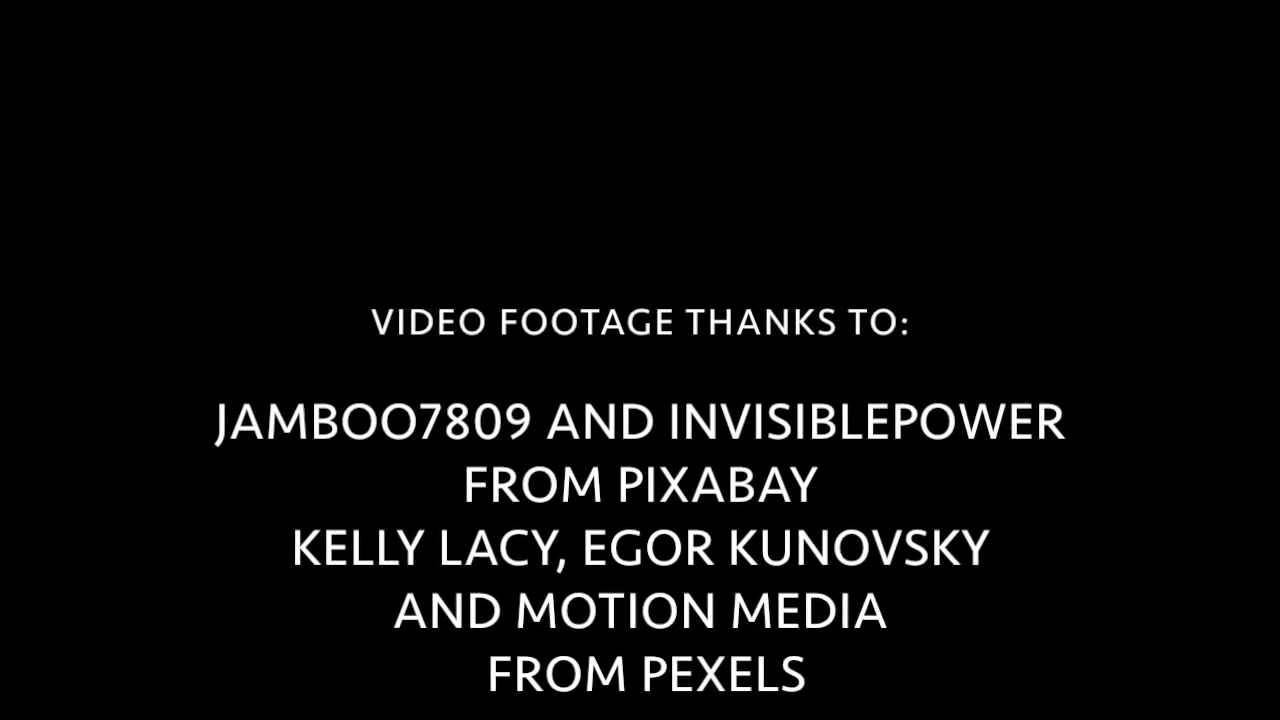 VIDEO FOOTAGE THANKS TO:
JAMBOO7809 AND INVISIBLEPOWER
FROM PIXABAY
KELLY LACY, EGOR KUNOVSKY
AND MOTION MEDIA
FROM PEXELS